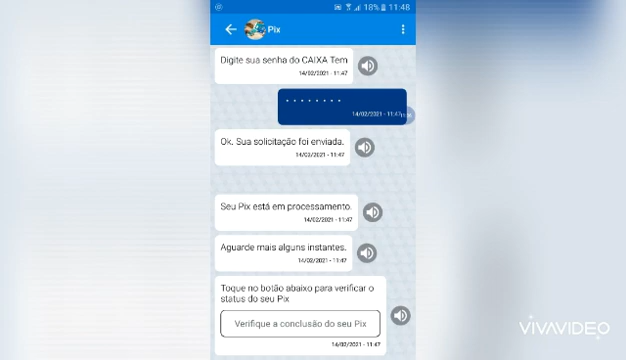 18% 11:48
Pix
Digite sua senha do CAIXA Tem
14/02/2021 - 11:47
• • • • • • • •
14/02/2021 - 11:47
Ok. Sua solicitação foi enviada.
14/02/2021 - 11:47
Seu Pix está em processamento.
14/02/2021 - 11:47
Aguarde mais alguns instantes.
14/02/2021 - 11:47
Toque no botão abaixo para verificar o
status do seu Pix
Verifique a conclusão do seu Pix
14/02/2021 - 11:47
VIVAVIDEO